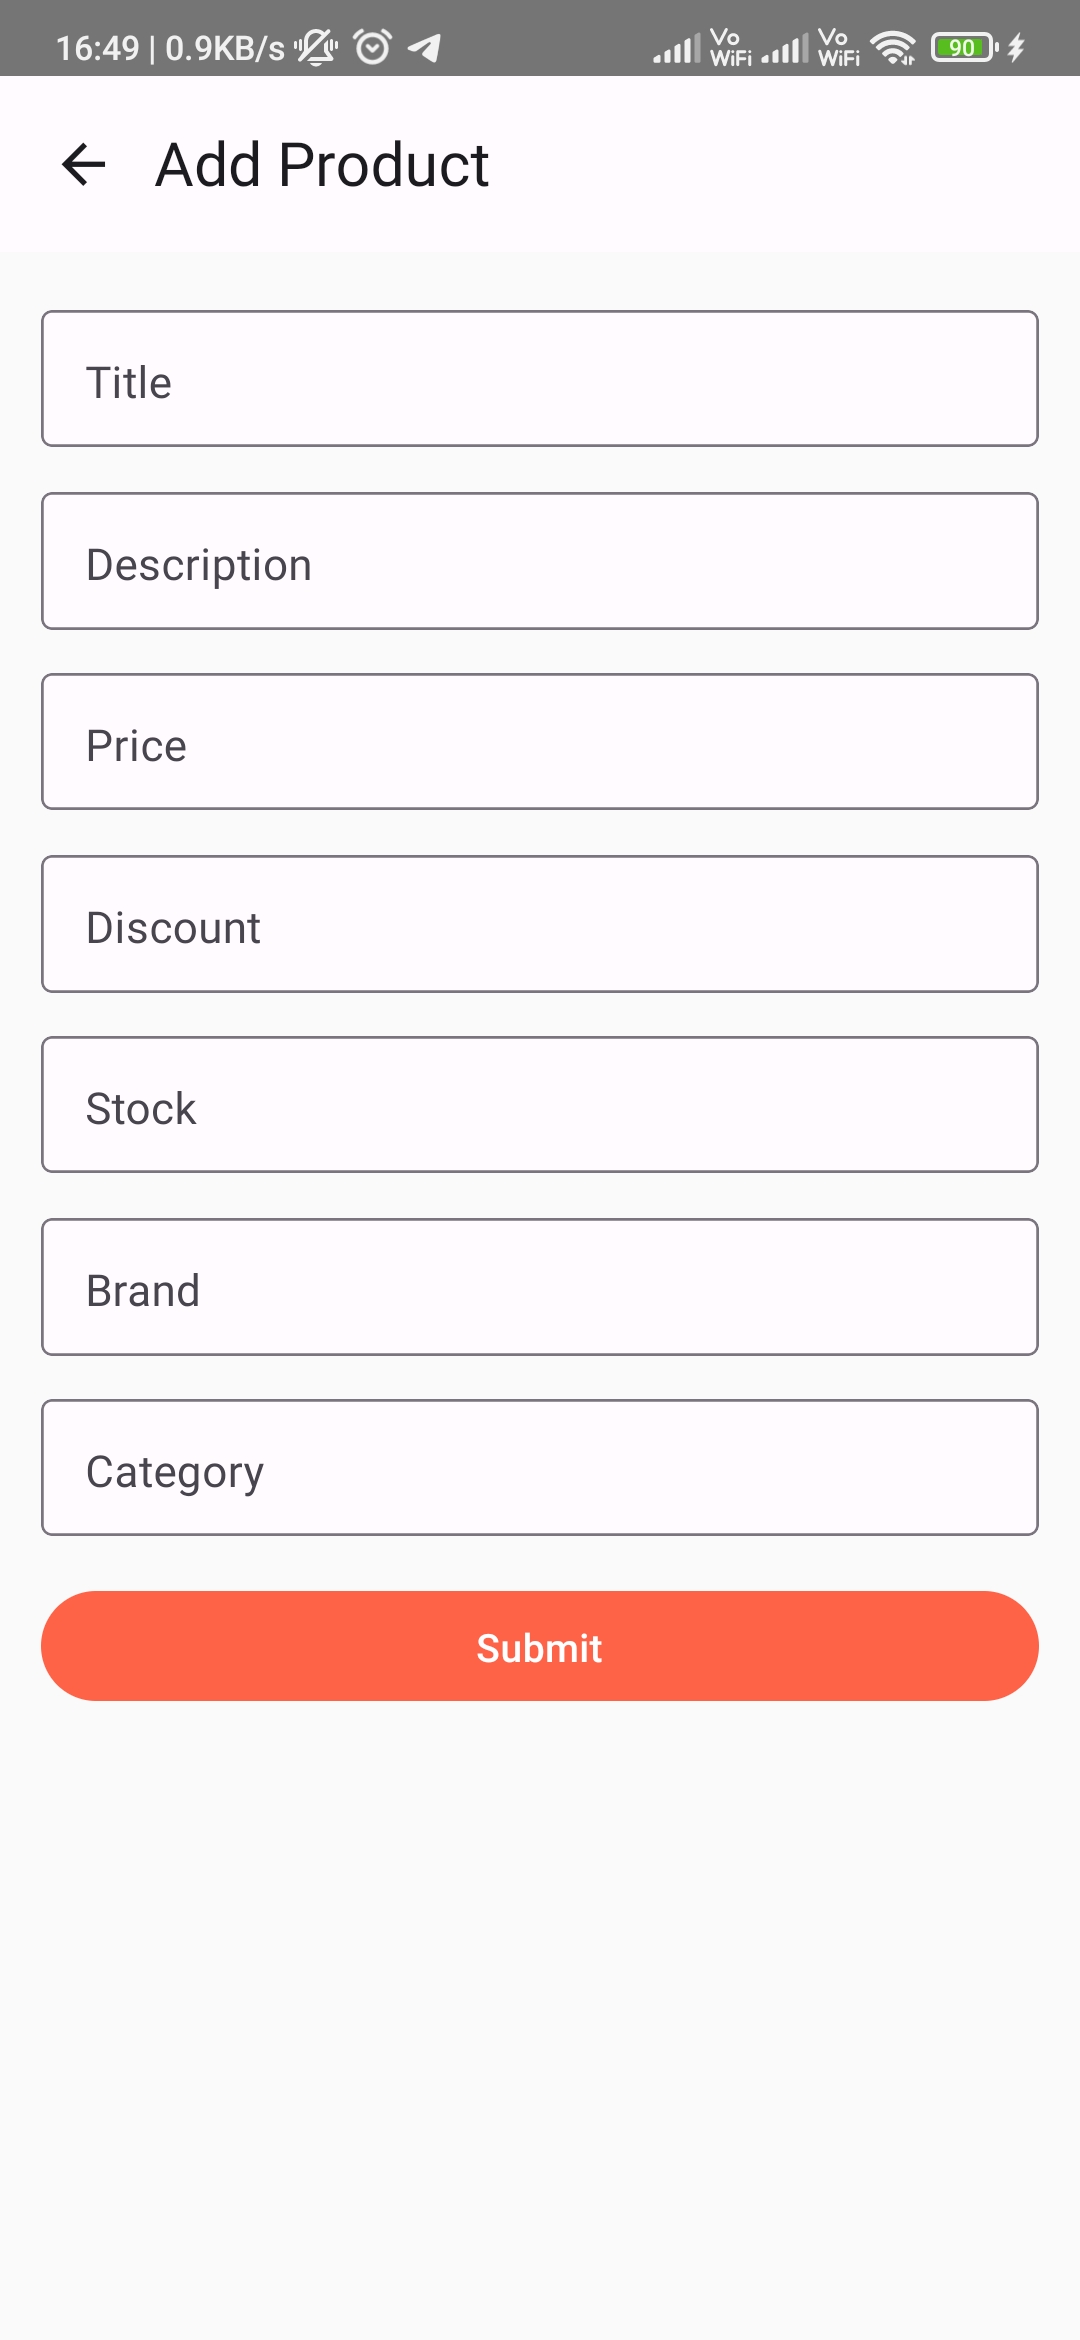 16:49 | 0.9KB/s Vo WiFi Vo WiFi 90
Add Product
Title
Description
Price
Discount
Stock
Brand
Category
Submit